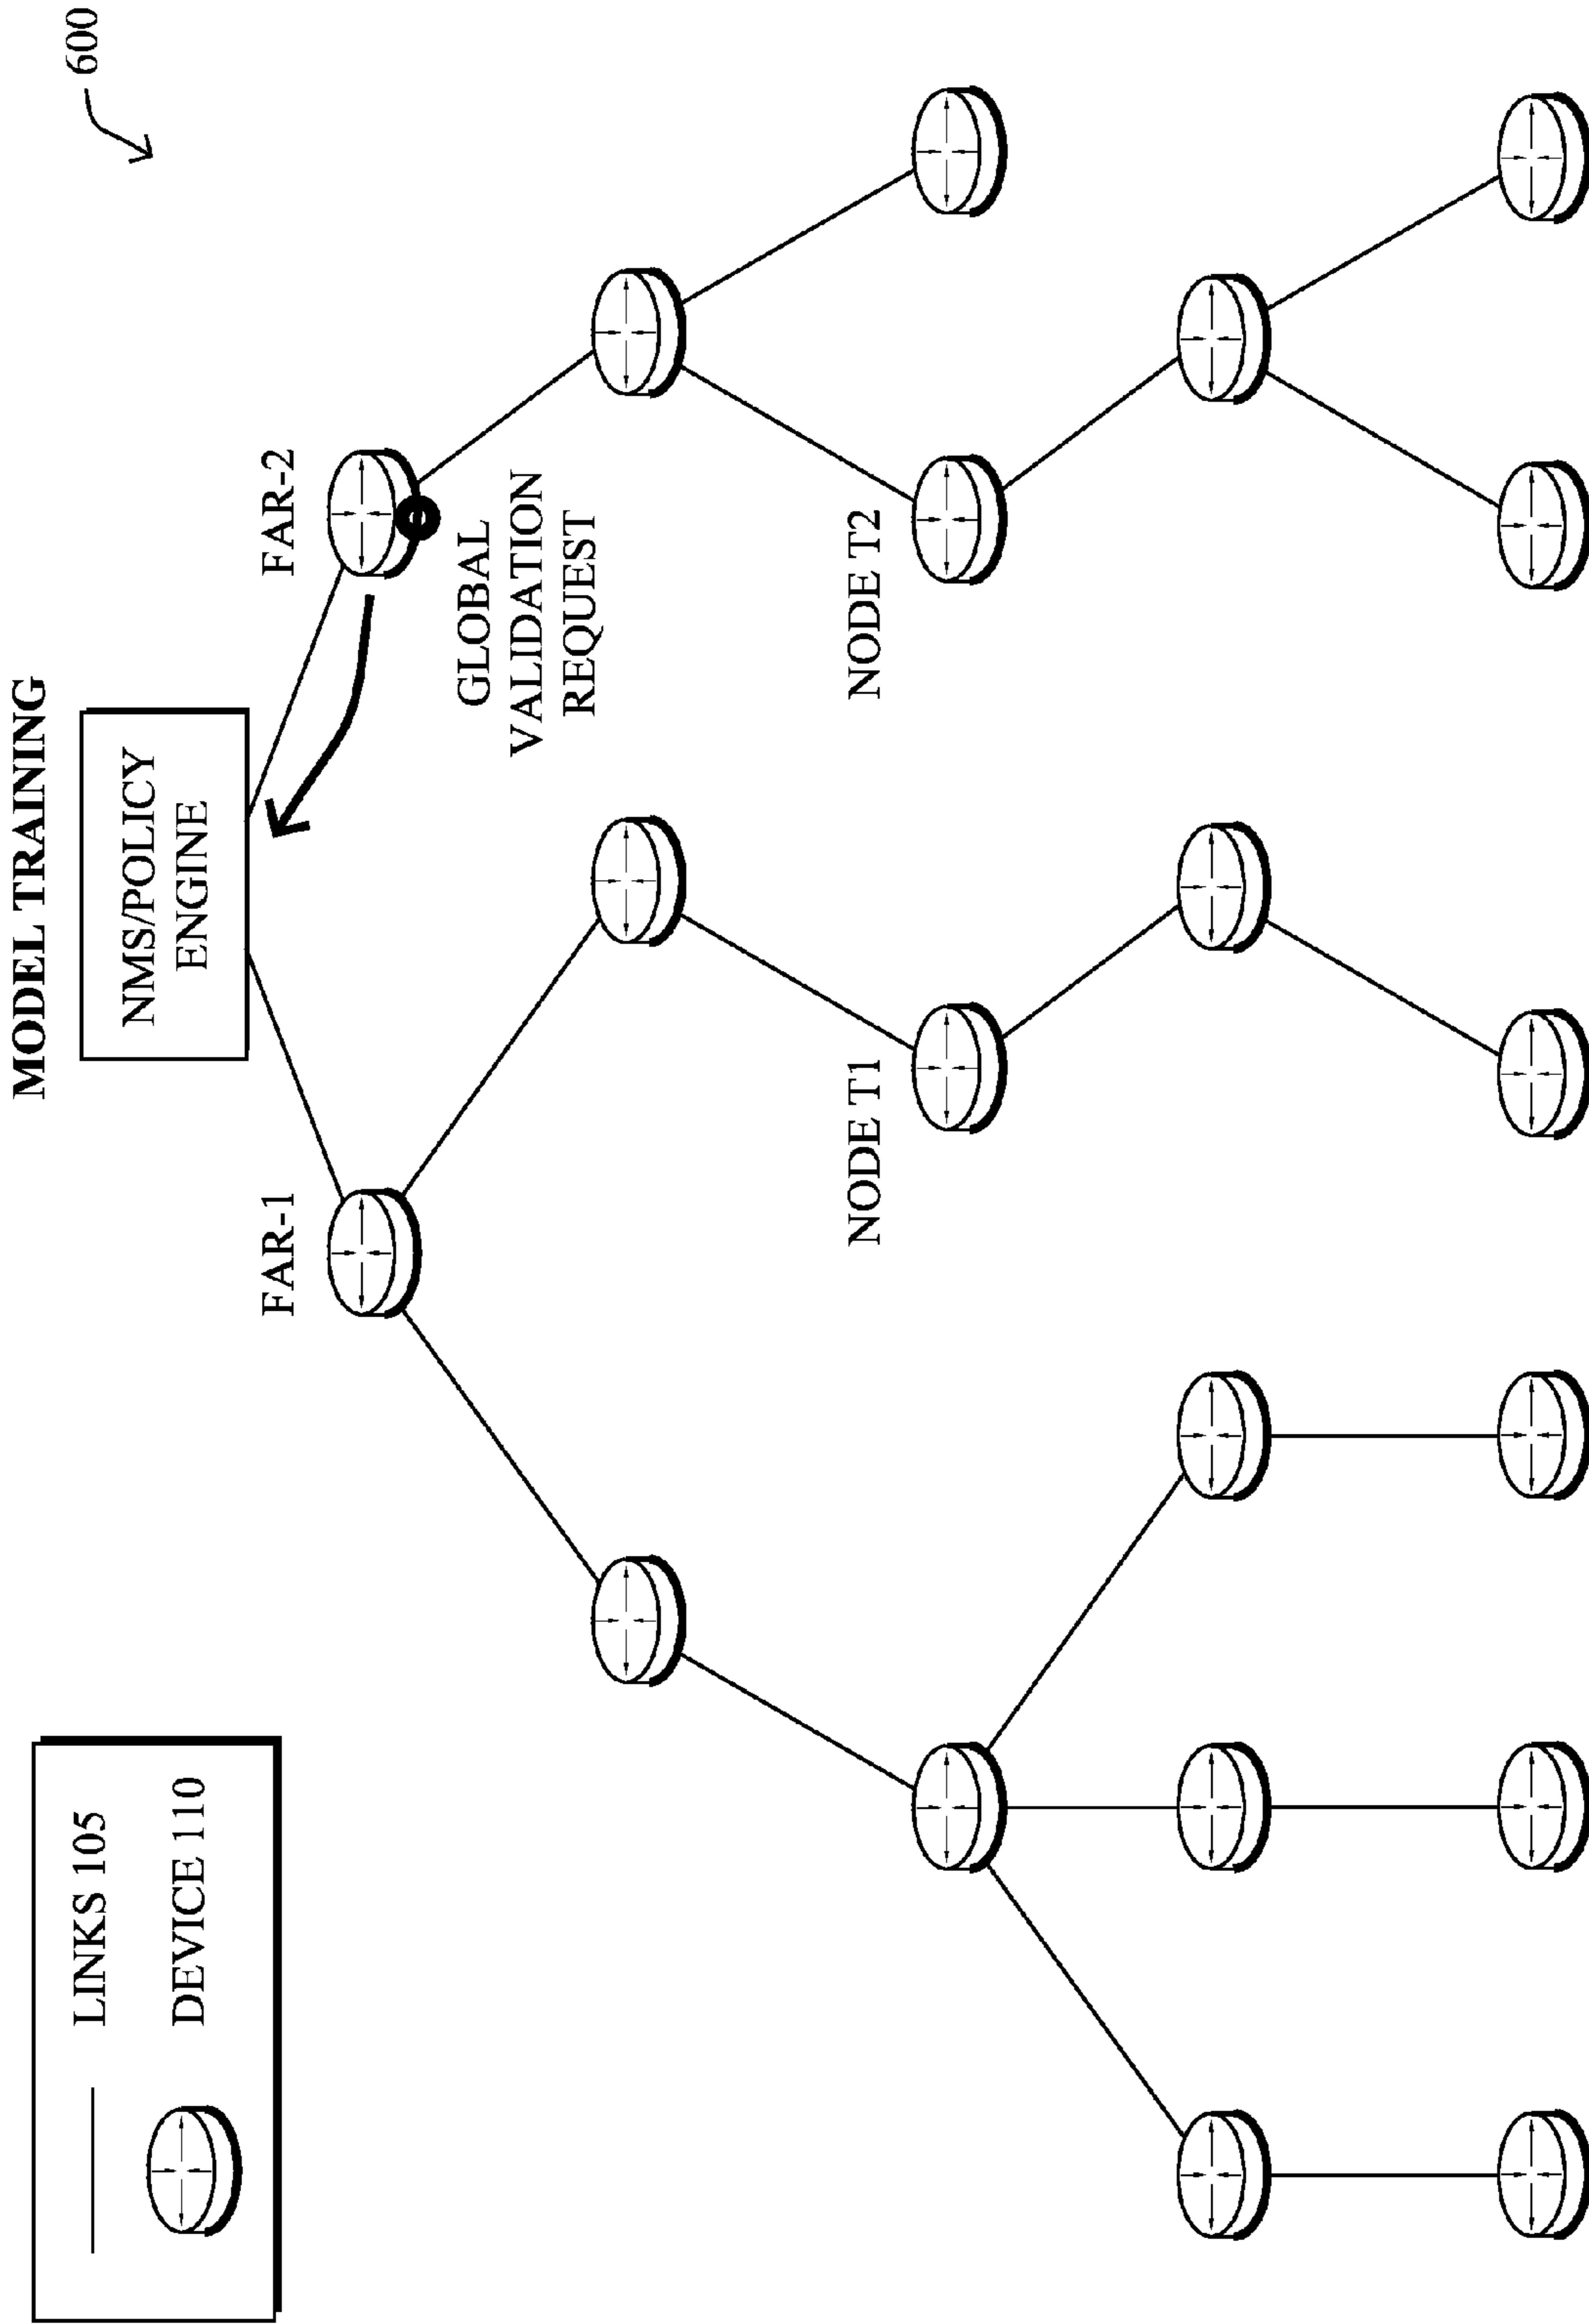 LINKS 105
DEVICE 110
MODEL TRAINING
NMS/POLICY
ENGINE
600
FAR-1
FAR-2
GLOBAL
VALIDATION
REQUEST
NODE T1
NODE T2